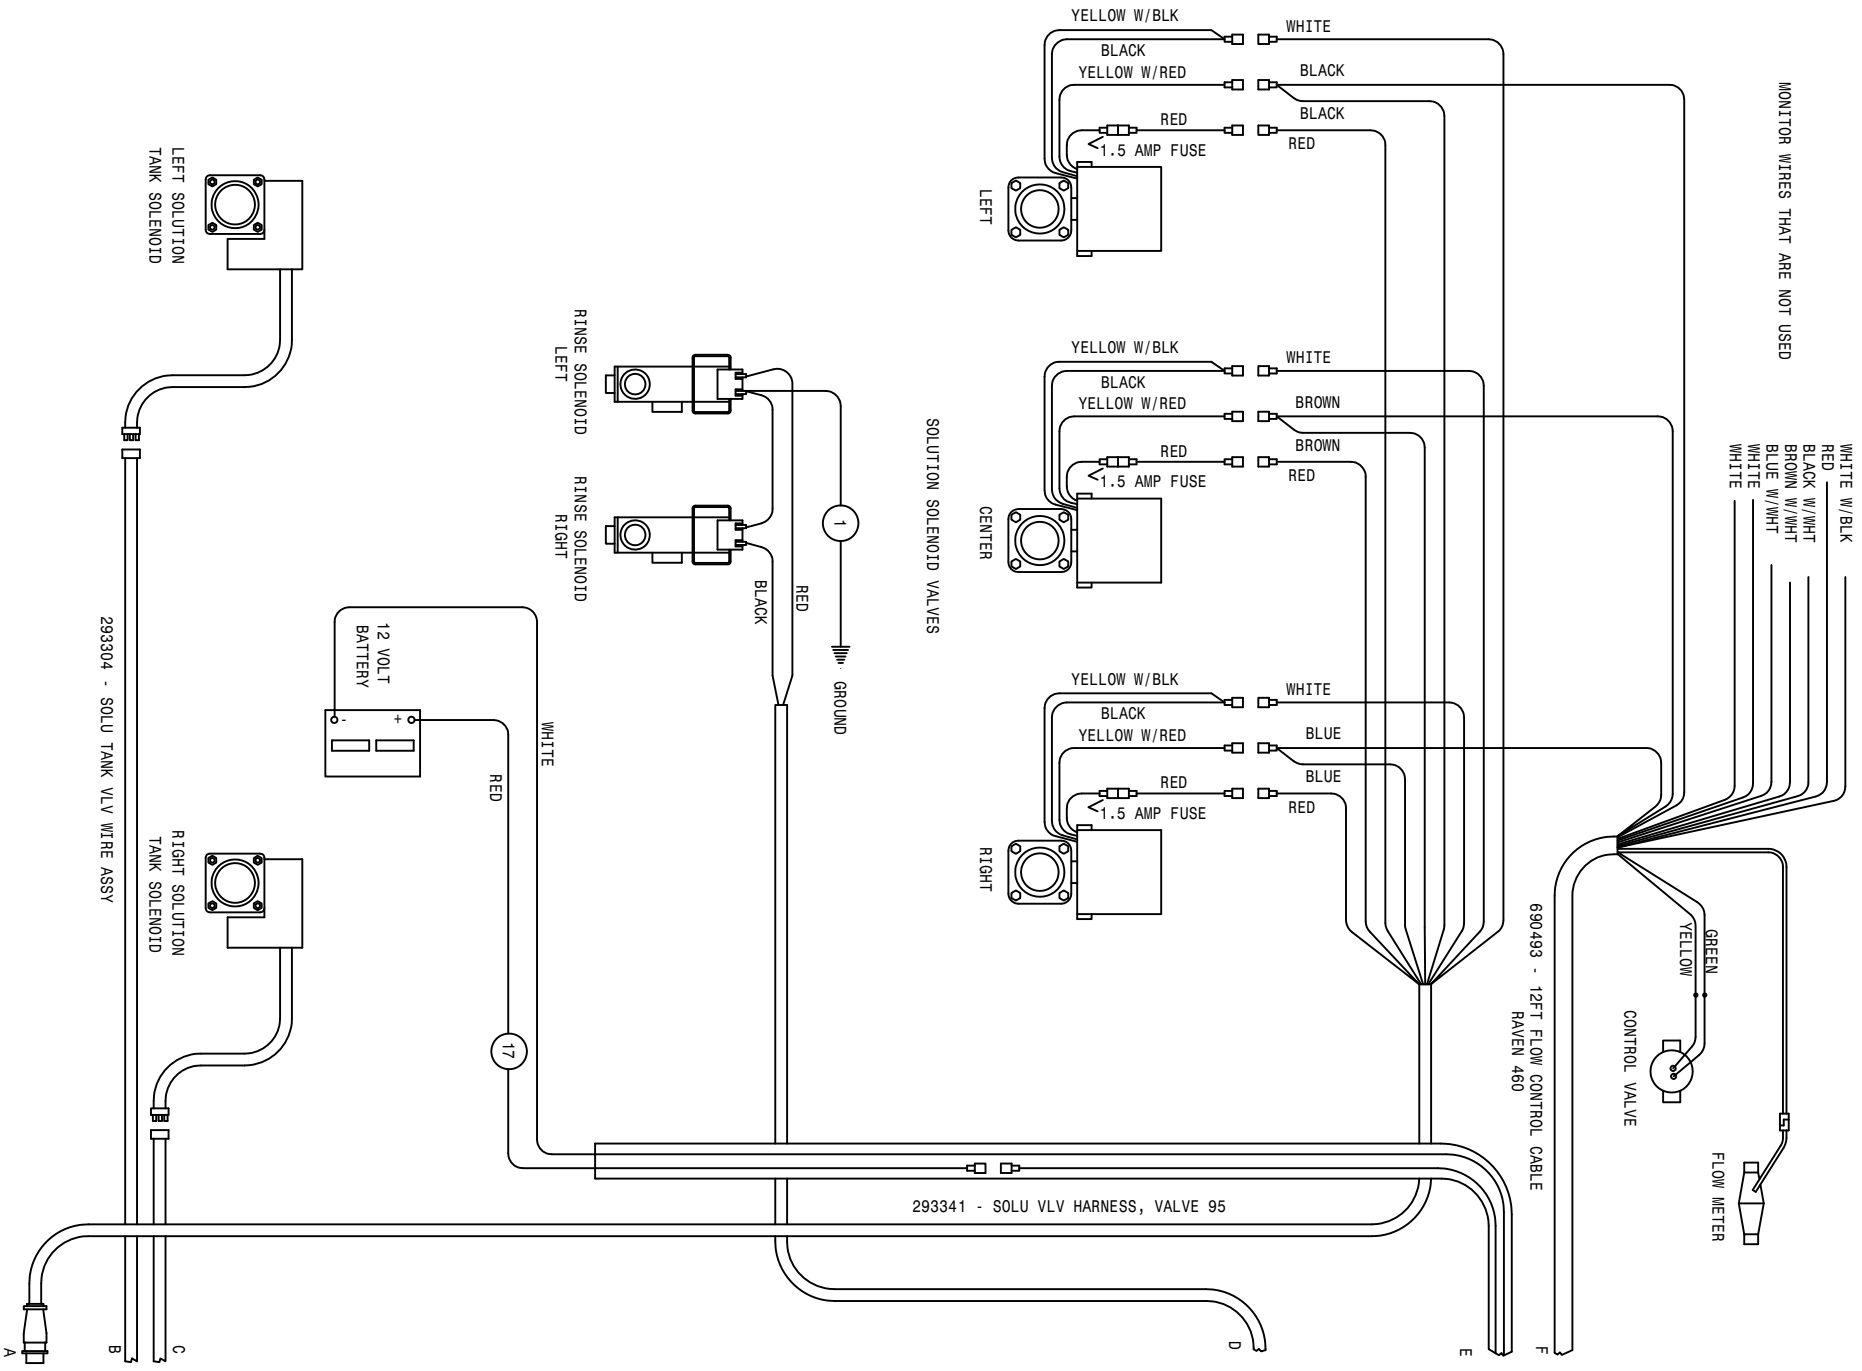 YELLOW W/BLK
WHITE
BLACK
YELLOW W/RED
BLACK
BLACK
RED
RED
<1.5 AMP FUSE
LEFT
MONITOR WIRES THAT ARE NOT USED
LEFT SOLUTION
TANK SOLENOID
RINSE SOLENOID
LEFT
YELLOW W/BLK
WHITE
BLACK
YELLOW W/RED
BROWN
BROWN
RED
RED
<1.5 AMP FUSE
CENTER
SOLUTION SOLENOID VALVES
WHITE W/BLK
RED
BLACK W/WHT
BROWN W/WHT
BLUE W/WHT
WHITE
WHITE
RINSE SOLENOID
RIGHT
1
RED
BLACK
GROUND
12 VOLT
BATTERY
- +
WHITE
RED
YELLOW W/BLK
WHITE
BLACK
YELLOW W/RED
BLUE
BLUE
RED
RED
<1.5 AMP FUSE
RIGHT
293304 - SOLU TANK VLV WIRE ASSY
RIGHT SOLUTION
TANK SOLENOID
17
GREEN
YELLOW
CONTROL VALVE
690493 - 12FT FLOW CONTROL CABLE
RAVEN 460
FLOW METER
293341 - SOLU VLV HARNESS, VALVE 95
A
B
C
D
E
F